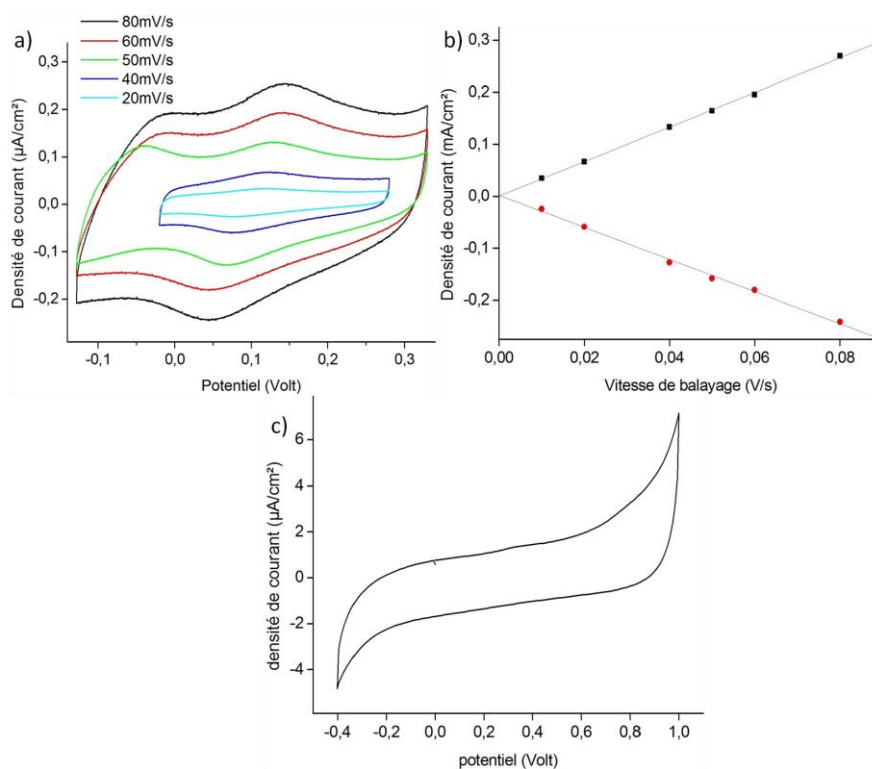 a)
80mV/s
60mV/s
50mV/s
40mV/s
20mV/s
Densité de courant (µA/cm²)
0,3
0,2
0,1
0,0
-0,1
-0,2
-0,1 0,0 0,1 0,2 0,3
Potentiel (Volt)
b)
Densité de courant (mA/cm²)
0,3
0,2
0,1
0,0
-0,1
-0,2
0,00 0,02 0,04 0,06 0,08
Vitesse de balayage (V/s)
c)
densité de courant (µA/cm²)
6
4
2
0
-2
-4
-0,4 -0,2 0,0 0,2 0,4 0,6 0,8 1,0
potentiel (Volt)